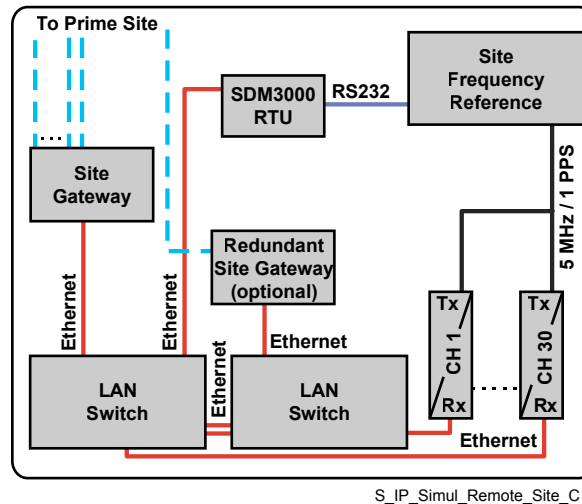 To Prime Site
Site
Frequency
Reference
SDM3000
RTU
RS232
Site
Gateway
5 MHz / 1 PPS
Redundant
Site Gateway
(optional)
Ethernet
Ethernet
Ethernet
Tx
CH 1
Rx
Tx
CH 30
Rx
LAN
Switch
Ethernet
LAN
Switch
Ethernet
S_IP_Simul_Remote_Site_C